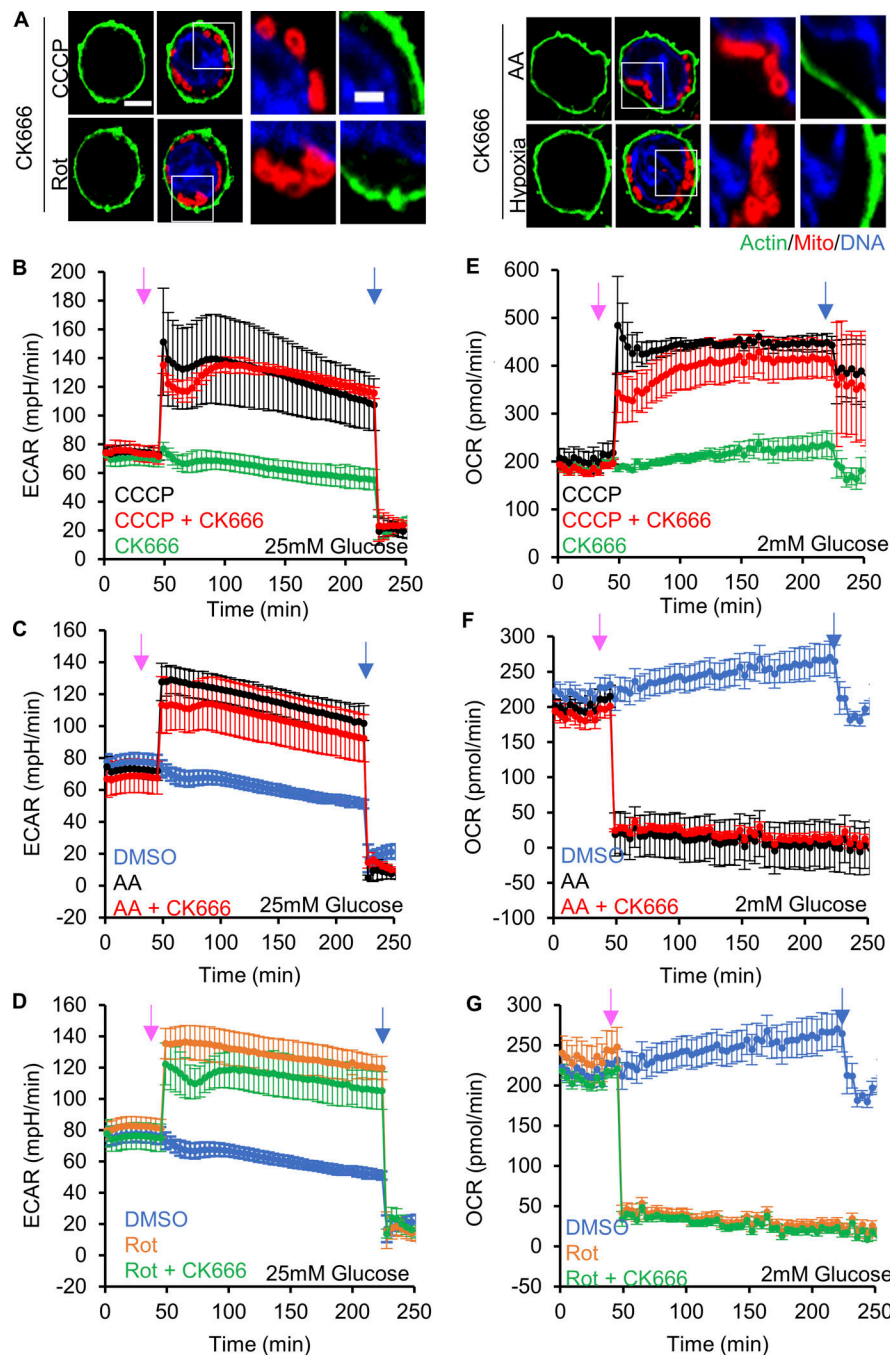 A
CK666
CCCP
Rot
CK666
AA
Hypoxia
Actin/Mito/DNA
B
ECAR (mpH/min)
200
180
160
140
120
100
80
60
40
20
0
CCCP
CCCP + CK666
CK666
25mM Glucose
0 50 100 150 200 250
Time (min)
E
OCR (pmol/min)
600
500
400
300
200
100
0
CCCP
CCCP + CK666
CK666
2mM Glucose
0 50 100 150 200 250
Time (min)
C
ECAR (mpH/min)
160
140
120
100
80
60
40
20
0
-20
DMSO
AA
AA + CK666
25mM Glucose
0 50 100 150 200 250
Time (min)
F
OCR (pmol/min)
300
250
200
150
100
50
0
-50
-100
DMSO
AA
AA + CK666
2mM Glucose
0 50 100 150 200 250
Time (min)
D
ECAR (mpH/min)
160
140
120
100
80
60
40
20
0
-20
DMSO
Rot
Rot + CK666
25mM Glucose
0 50 100 150 200 250
Time (min)
G
OCR (pmol/min)
300
250
200
150
100
50
0
-50
DMSO
Rot
Rot + CK666
2mM Glucose
0 50 100 150 200 250
Time (min)